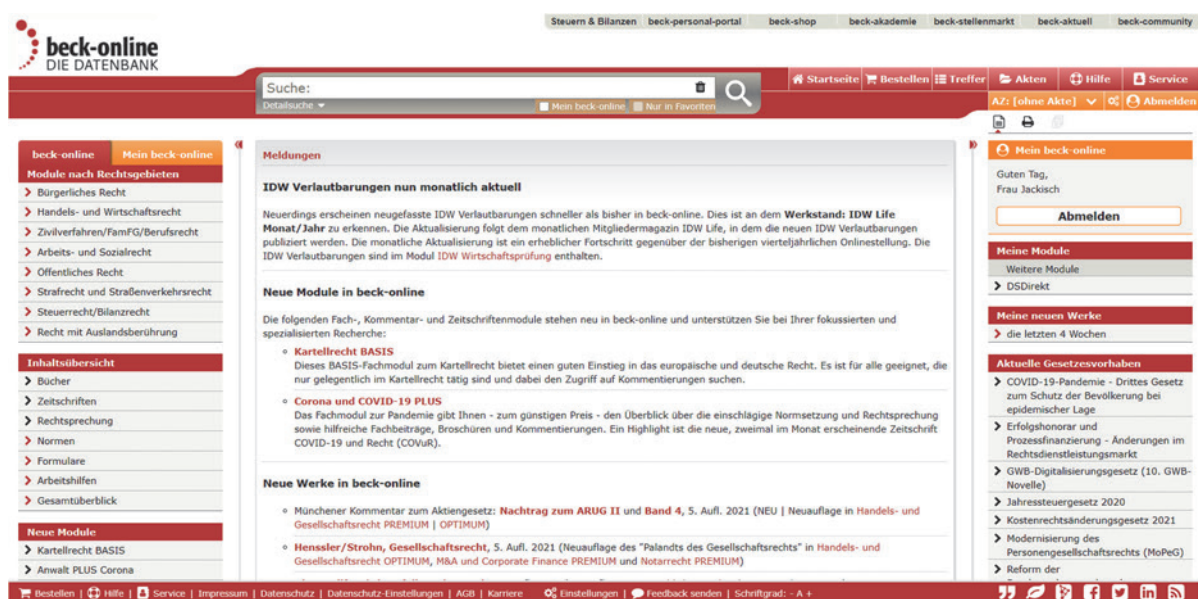 Steuern & Bilanzen beck-personal-portal beck-shop beck-akademie beck-stellenmarkt beck-aktuell beck-community
beck-online
DIE DATENBANK
Suche:
Detailsuche
Mein beck-online Nur in Favoriten
Startseite Bestellen Treffer Akten Hilfe Service
AZ: [ohne Akte] Abmelden
beck-online Mein beck-online
Module nach Rechtsgebieten
Bürgerliches Recht
Handels- und Wirtschaftsrecht
Zivilverfahren/FamFG/Berufsrecht
Arbeits- und Sozialrecht
Öffentliches Recht
Strafrecht und Straßenverkehrsrecht
Steuerrecht/Bilanzrecht
Recht mit Auslandsberührung
Inhaltsübersicht
Bücher
Zeitschriften
Rechtsprechung
Normen
Formulare
Arbeitshilfen
Gesamtüberblick
Neue Module
Kartellrecht BASIS
Anwalt PLUS Corona
Meldungen
IDW Verlautbarungen nun monatlich aktuell
Neuerdings erscheinen neugefasste IDW Verlautbarungen schneller als bisher in beck-online. Dies ist an dem Werkstand: IDW Life
Monat/Jahr zu erkennen. Die Aktualisierung folgt dem monatlichen Mitgliedermagazin IDW Life, in dem die neuen IDW Verlautbarungen
publiziert werden. Die monatliche Aktualisierung ist ein erheblicher Fortschritt gegenüber der bisherigen vierteljährlichen Onlinestellung. Die
IDW Verlautbarungen sind im Modul IDW Wirtschaftsprüfung enthalten.
Neue Module in beck-online
Die folgenden Fach-, Kommentar- und Zeitschriftenmodule stehen neu in beck-online und unterstützen Sie bei Ihrer fokussierten und
spezialisierten Recherche:
Kartellrecht BASIS
Dieses BASIS-Fachmodul zum Kartellrecht bietet einen guten Einstieg in das europäische und deutsche Recht. Es ist für alle geeignet, die
nur gelegentlich im Kartellrecht tätig sind und dabei den Zugriff auf Kommentierungen suchen.
Corona und COVID-19 PLUS
Das Fachmodul zur Pandemie gibt Ihnen - zum günstigen Preis - den Überblick über die einschlägige Normsetzung und Rechtsprechung
sowie hilfreiche Fachbeiträge, Broschüren und Kommentierungen. Ein Highlight ist die neue, zweimal im Monat erscheinende Zeitschrift
COVID-19 und Recht (COVuR).
Neue Werke in beck-online
Münchener Kommentar zum Aktiengesetz: Nachtrag zum ARUG II und Band 4, 5. Aufl. 2021 (NEU | Neuauflage in Handels- und
Gesellschaftsrecht PREMIUM | OPTIMUM)
Henssler/Strohn, Gesellschaftsrecht, 5. Aufl. 2021 (Neuauflage des "Palandts des Gesellschaftsrechts" in Handels- und
Gesellschaftsrecht OPTIMUM, M&A und Corporate Finance PREMIUM und Notarrecht PREMIUM)
Mein beck-online
Guten Tag,
Frau Jackisch
Abmelden
Meine Module
Weitere Module
DSDirekt
Meine neuen Werke
die letzten 4 Wochen
Aktuelle Gesetzesvorhaben
COVID-19-Pandemie - Drittes Gesetz
zum Schutz der Bevölkerung bei
epidemischer Lage
Erfolgshonorar und
Prozessfinanzierung - Änderungen im
Rechtsdienstleistungsmarkt
GWB-Digitalisierungsgesetz (10. GWB-
Novelle)
Jahressteuergesetz 2020
Kostenrechtsänderungsgesetz 2021
Modernisierung des
Personengesellschaftsrechts (MoPeG)
Reform der
Bestellen | Hilfe | Service | Impressum | Datenschutz | Datenschutz-Einstellungen | AGB | Karriere Einstellungen | Feedback senden | Schriftgrad: - A +